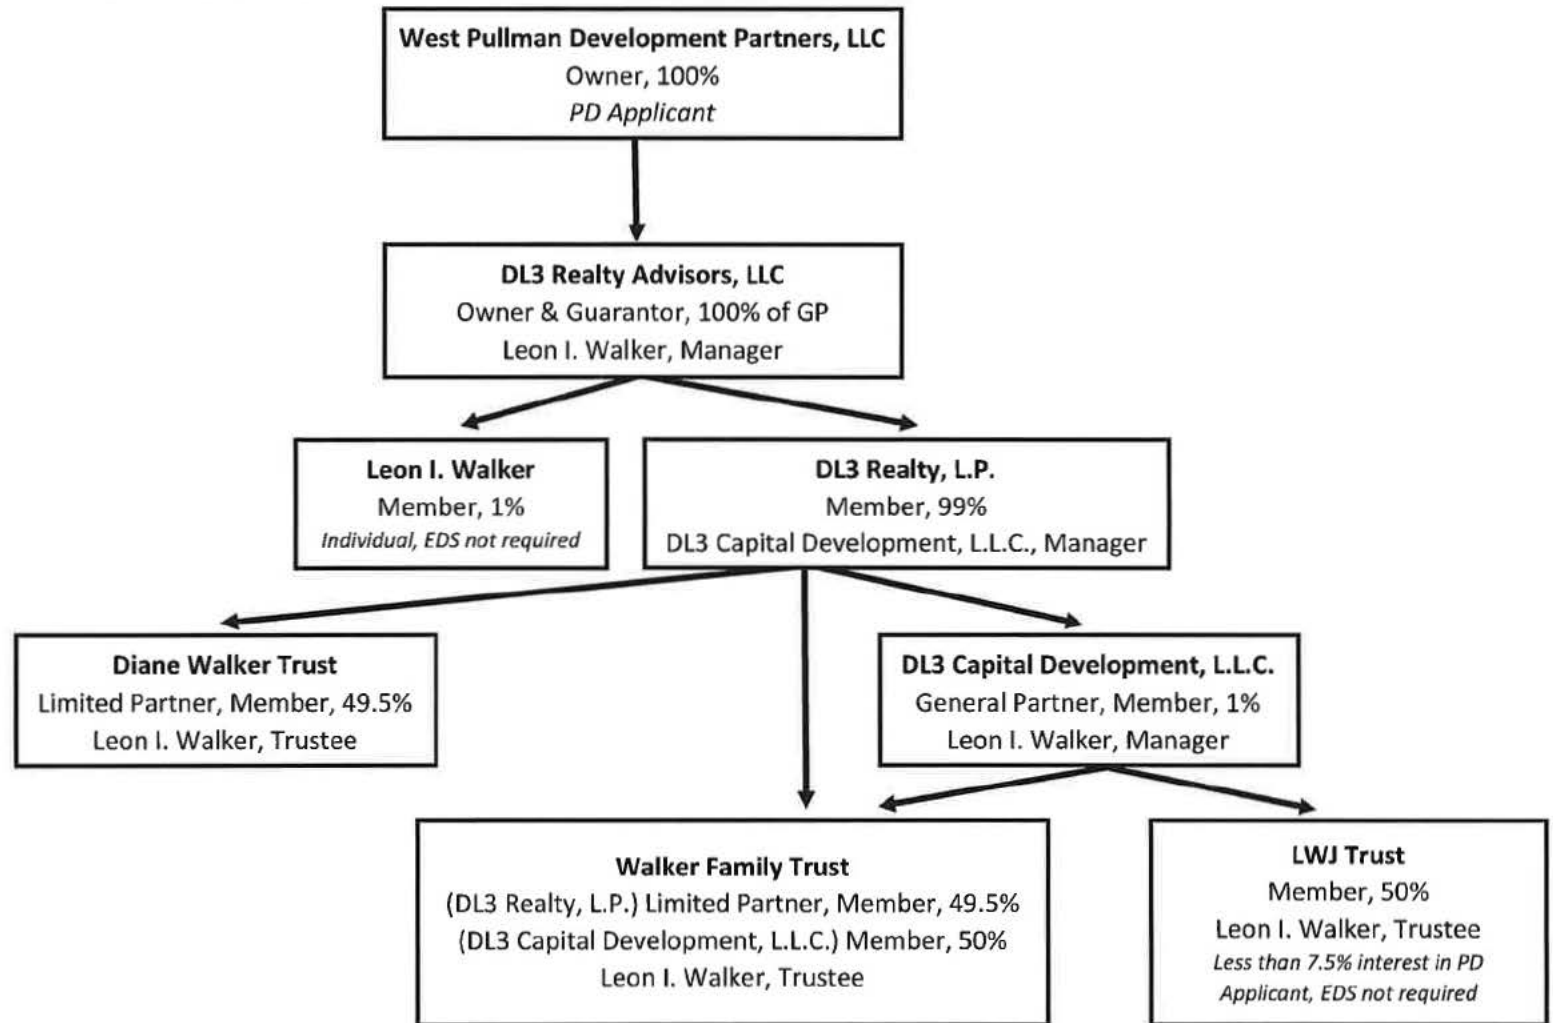 West Pullman Development Partners, LLC
Owner, 100%
PD Applicant
DL3 Realty Advisors, LLC
Owner & Guarantor, 100% of GP
Leon I. Walker, Manager
Leon I. Walker
Member, 1%
Individual, EDS not required
DL3 Realty, L.P.
Member, 99%
DL3 Capital Development, L.L.C., Manager
Diane Walker Trust
Limited Partner, Member, 49.5%
Leon I. Walker, Trustee
DL3 Capital Development, L.L.C.
General Partner, Member, 1%
Leon I. Walker, Manager
Walker Family Trust
(DL3 Realty, L.P.) Limited Partner, Member, 49.5%
(DL3 Capital Development, L.L.C.) Member, 50%
Leon I. Walker, Trustee
LWJ Trust
Member, 50%
Leon I. Walker, Trustee
Less than 7.5% interest in PD
Applicant, EDS not required